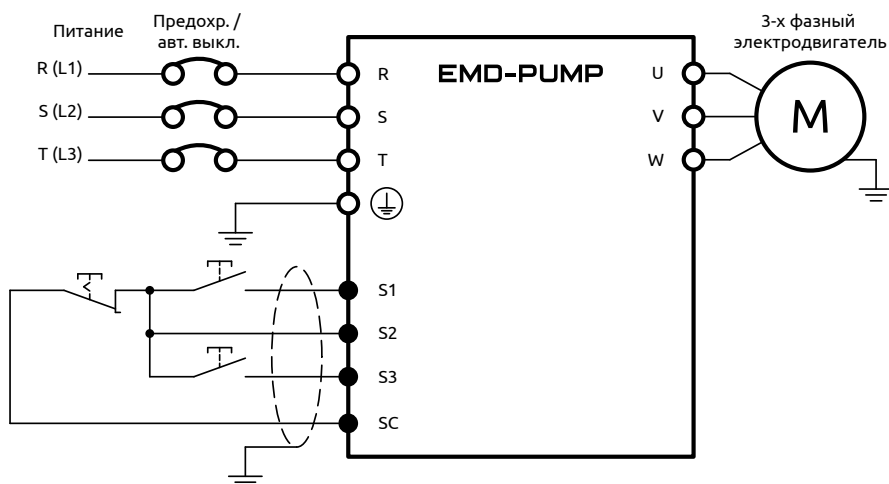 Питание
Предохр. /
авт. выкл.
3-х фазный
электродвигатель
R (L1)
R
EMD-PUMP
U
S (L2)
S
V
M
T (L3)
T
W
S1
S2
S3
SC